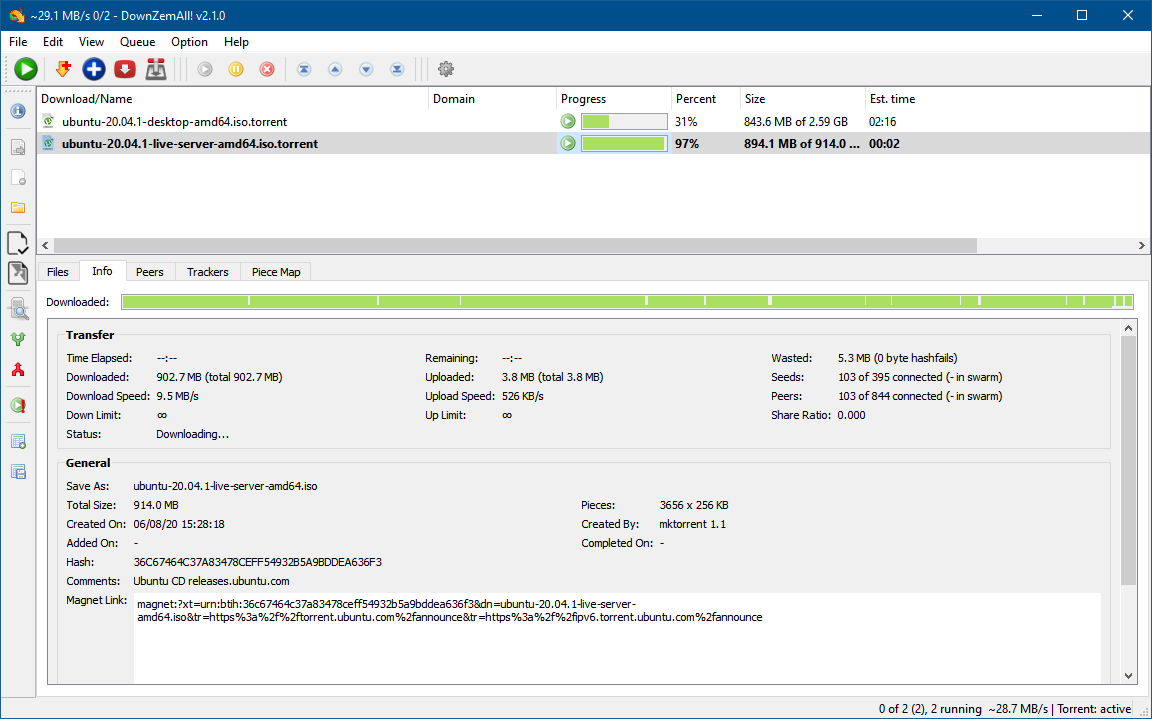 ~29.1 MB/s 0/2 - DownZemAll! v2.1.0
File Edit View Queue Option Help
Download/Name Domain Progress Percent Size Est. time
ubuntu-20.04.1-desktop-amd64.iso.torrent 31% 843.6 MB of 2.59 GB 02:16
ubuntu-20.04.1-live-server-amd64.iso.torrent 97% 894.1 MB of 914.0 ... 00:02
Files Info Peers Trackers Piece Map
Downloaded:
Transfer
Time Elapsed: --:-- Remaining: --:-- Wasted: 5.3 MB (0 byte hashfails)
Downloaded: 902.7 MB (total 902.7 MB) Uploaded: 3.8 MB (total 3.8 MB) Seeds: 103 of 395 connected (- in swarm)
Download Speed: 9.5 MB/s Upload Speed: 526 KB/s Peers: 103 of 844 connected (- in swarm)
Down Limit: ∞ Up Limit: ∞ Share Ratio: 0.000
Status: Downloading...
General
Save As: ubuntu-20.04.1-live-server-amd64.iso
Total Size: 914.0 MB Pieces: 3656 x 256 KB
Created On: 06/08/20 15:28:18 Created By: mktorrent 1.1
Added On: - Completed On: -
Hash: 36C67464C37A83478CEFF54932B5A9BDDEA636F3
Comments: Ubuntu CD releases.ubuntu.com
Magnet Link: magnet:?xt=urn:btih:36c67464c37a83478ceff54932b5a9bddea636f3&dn=ubuntu-20.04.1-live-server-
amd64.iso&tr=https%3a%2f%2ftorrent.ubuntu.com%2fannounce&tr=https%3a%2f%2fipv6.torrent.ubuntu.com%2fannounce
0 of 2 (2), 2 running ~28.7 MB/s | Torrent: active